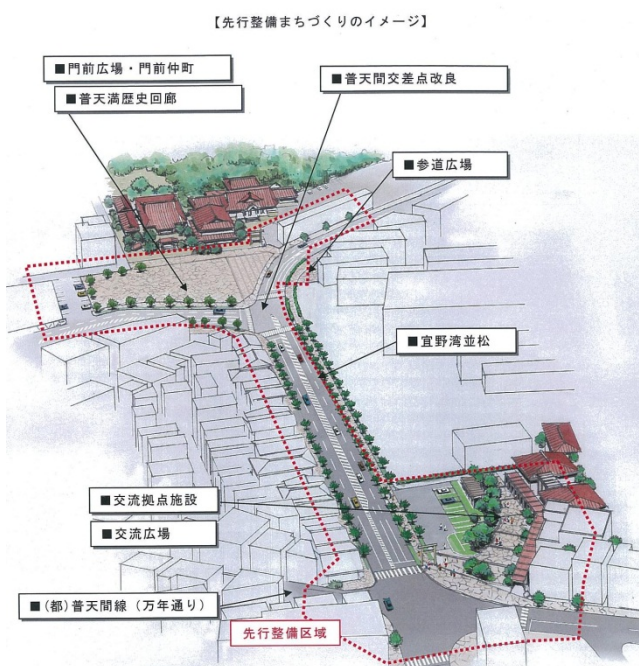 【先行整備まちづくりのイメージ】
■門前広場・門前仲町
■普天満歴史回廊
■普天間交差点改良
■参道広場
■宜野湾並松
■交流拠点施設
■交流広場
■(都)普天間線（万年通り）
先行整備区域